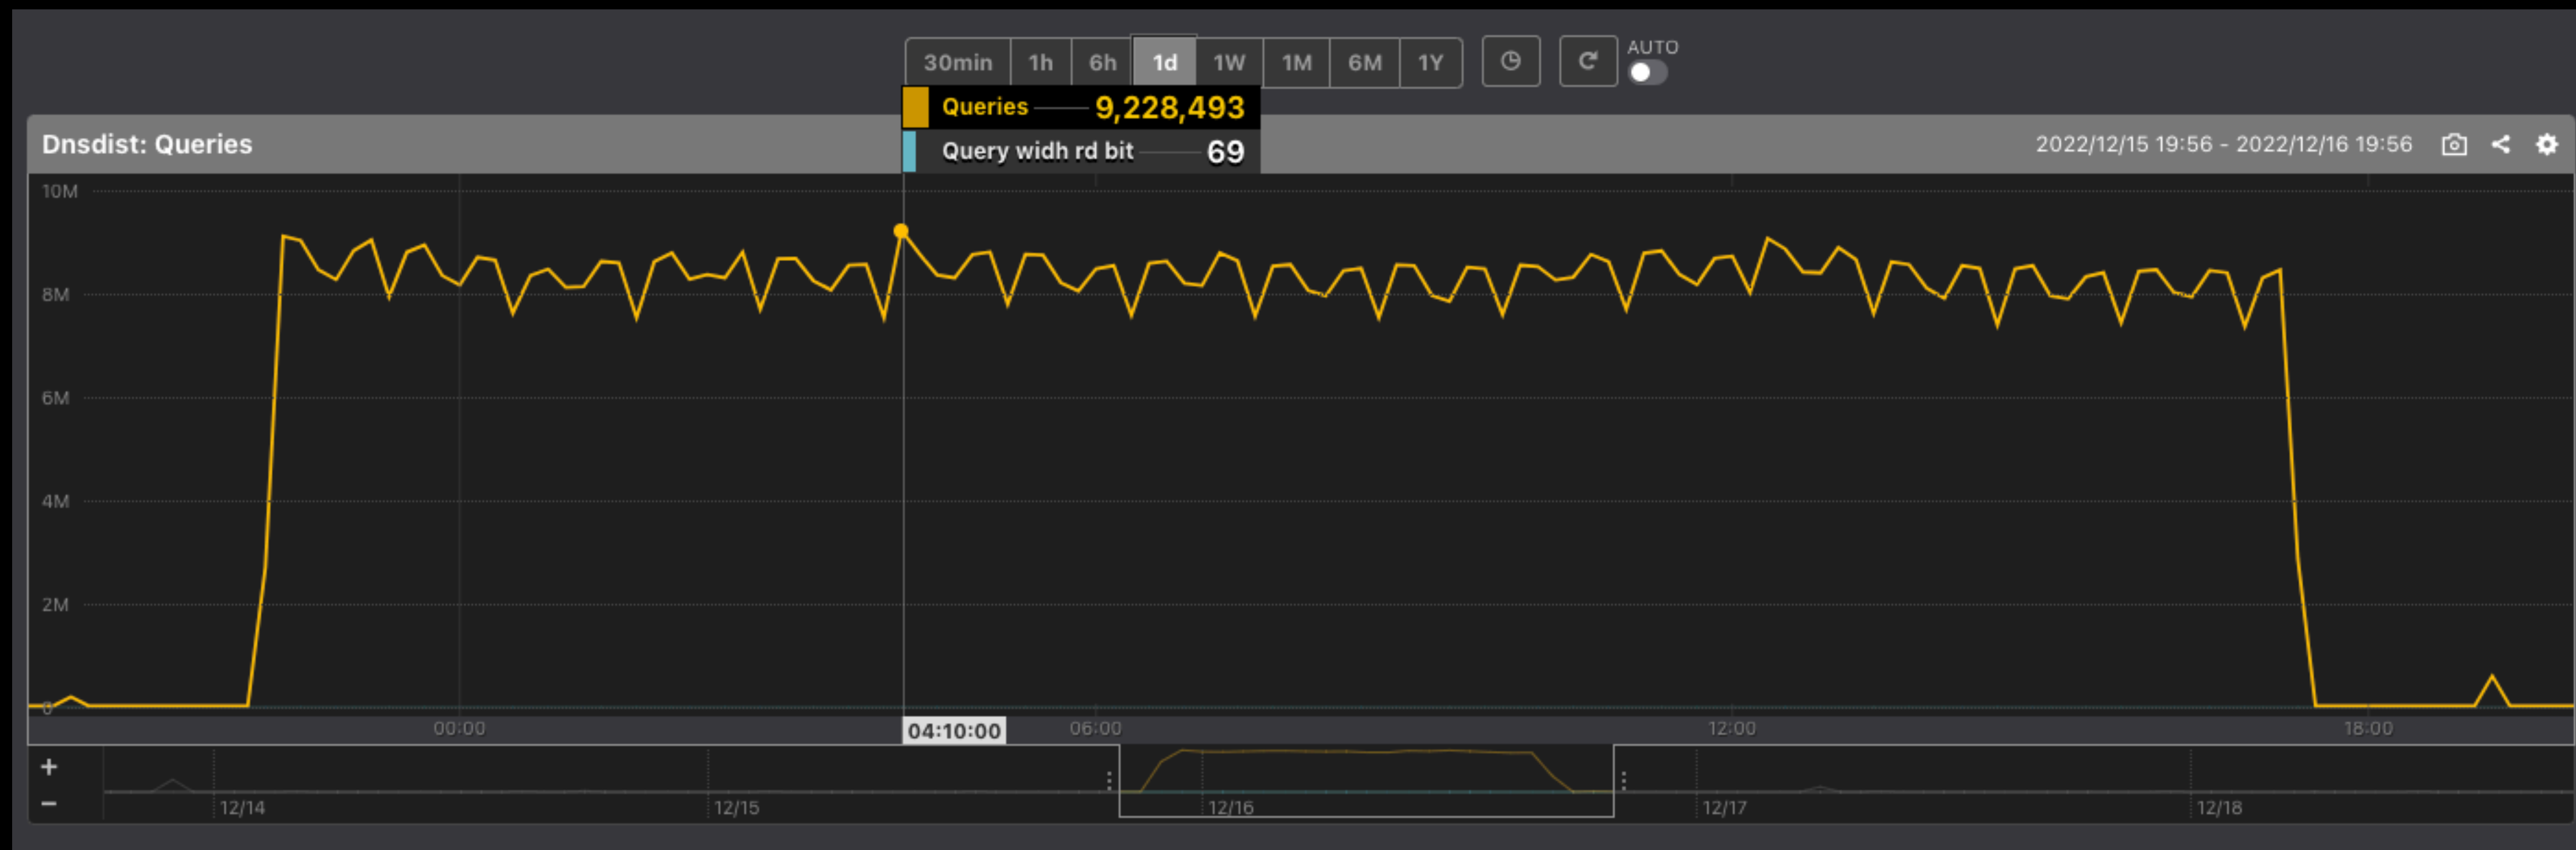 30min 1h 6h 1d 1W 1M 6M 1Y AUTO
Queries 9,228,493
Dnsdist: Queries
Query widh rd bit 69
2022/12/15 19:56 - 2022/12/16 19:56
10M
8M
6M
4M
2M
0
00:00 04:10:00 06:00 12:00 18:00
+
−
12/14 12/15 12/16 12/17 12/18